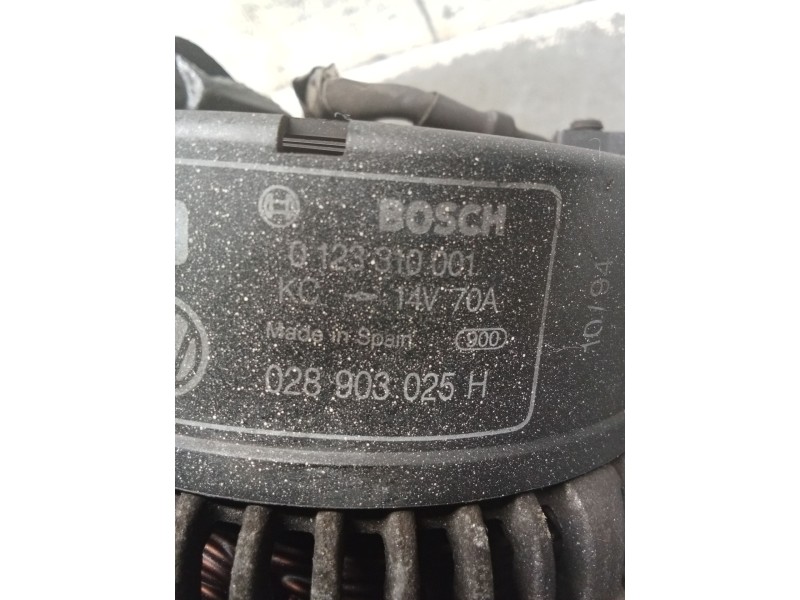 BOSCH
0 123 310 001
KC 14V 70A
Made in Spain 900
028 903 025 H
10/94